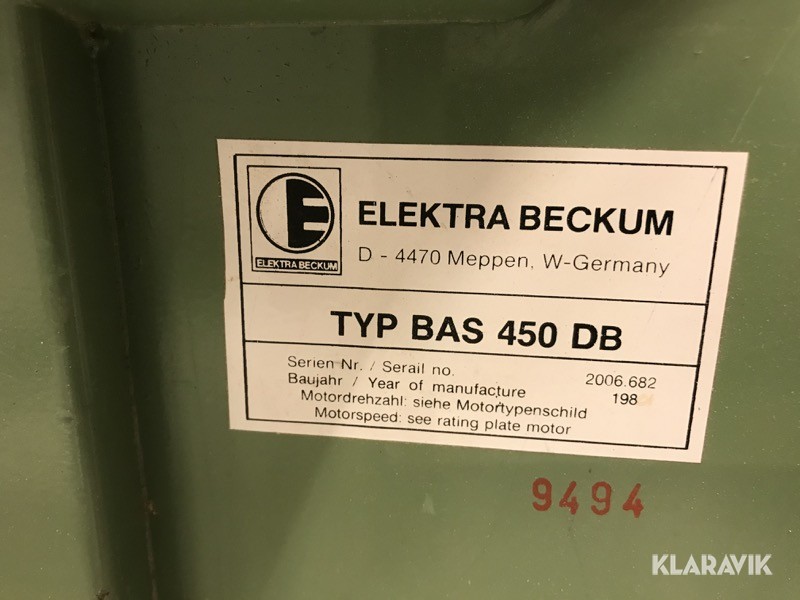 E
ELEKTRA BECKUM
ELEKTRA BECKUM
D - 4470 Meppen, W-Germany
TYP BAS 450 DB
Serien Nr. / Serail no. 2006.682
Baujahr / Year of manufacture 198
Motordrehzahl: siehe Motortypenschild
Motorspeed: see rating plate motor
9494
KLARAVIK